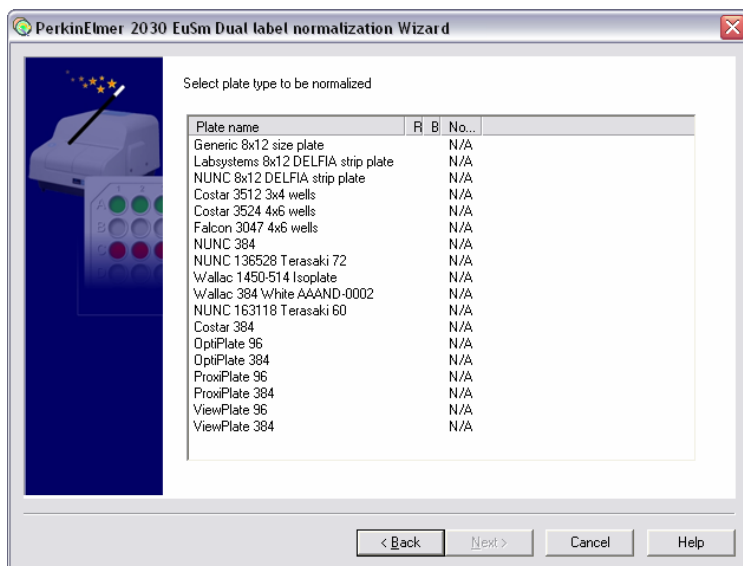 PerkinElmer 2030 EuSm Dual label normalization Wizard
Select plate type to be normalized
Plate name R B No...
Generic 8x12 size plate N/A
Labsystems 8x12 DELFIA strip plate N/A
NUNC 8x12 DELFIA strip plate N/A
Costar 3512 3x4 wells N/A
Costar 3524 4x6 wells N/A
Falcon 3047 4x6 wells N/A
NUNC 384 N/A
NUNC 136528 Terasaki 72 N/A
Wallac 1450-514 Isoplate N/A
Wallac 384 White AAAND-0002 N/A
NUNC 163118 Terasaki 60 N/A
Costar 384 N/A
OptiPlate 96 N/A
OptiPlate 384 N/A
ProxiPlate 96 N/A
ProxiPlate 384 N/A
ViewPlate 96 N/A
ViewPlate 384 N/A
1 2
A
B
C
< Back Next > Cancel Help